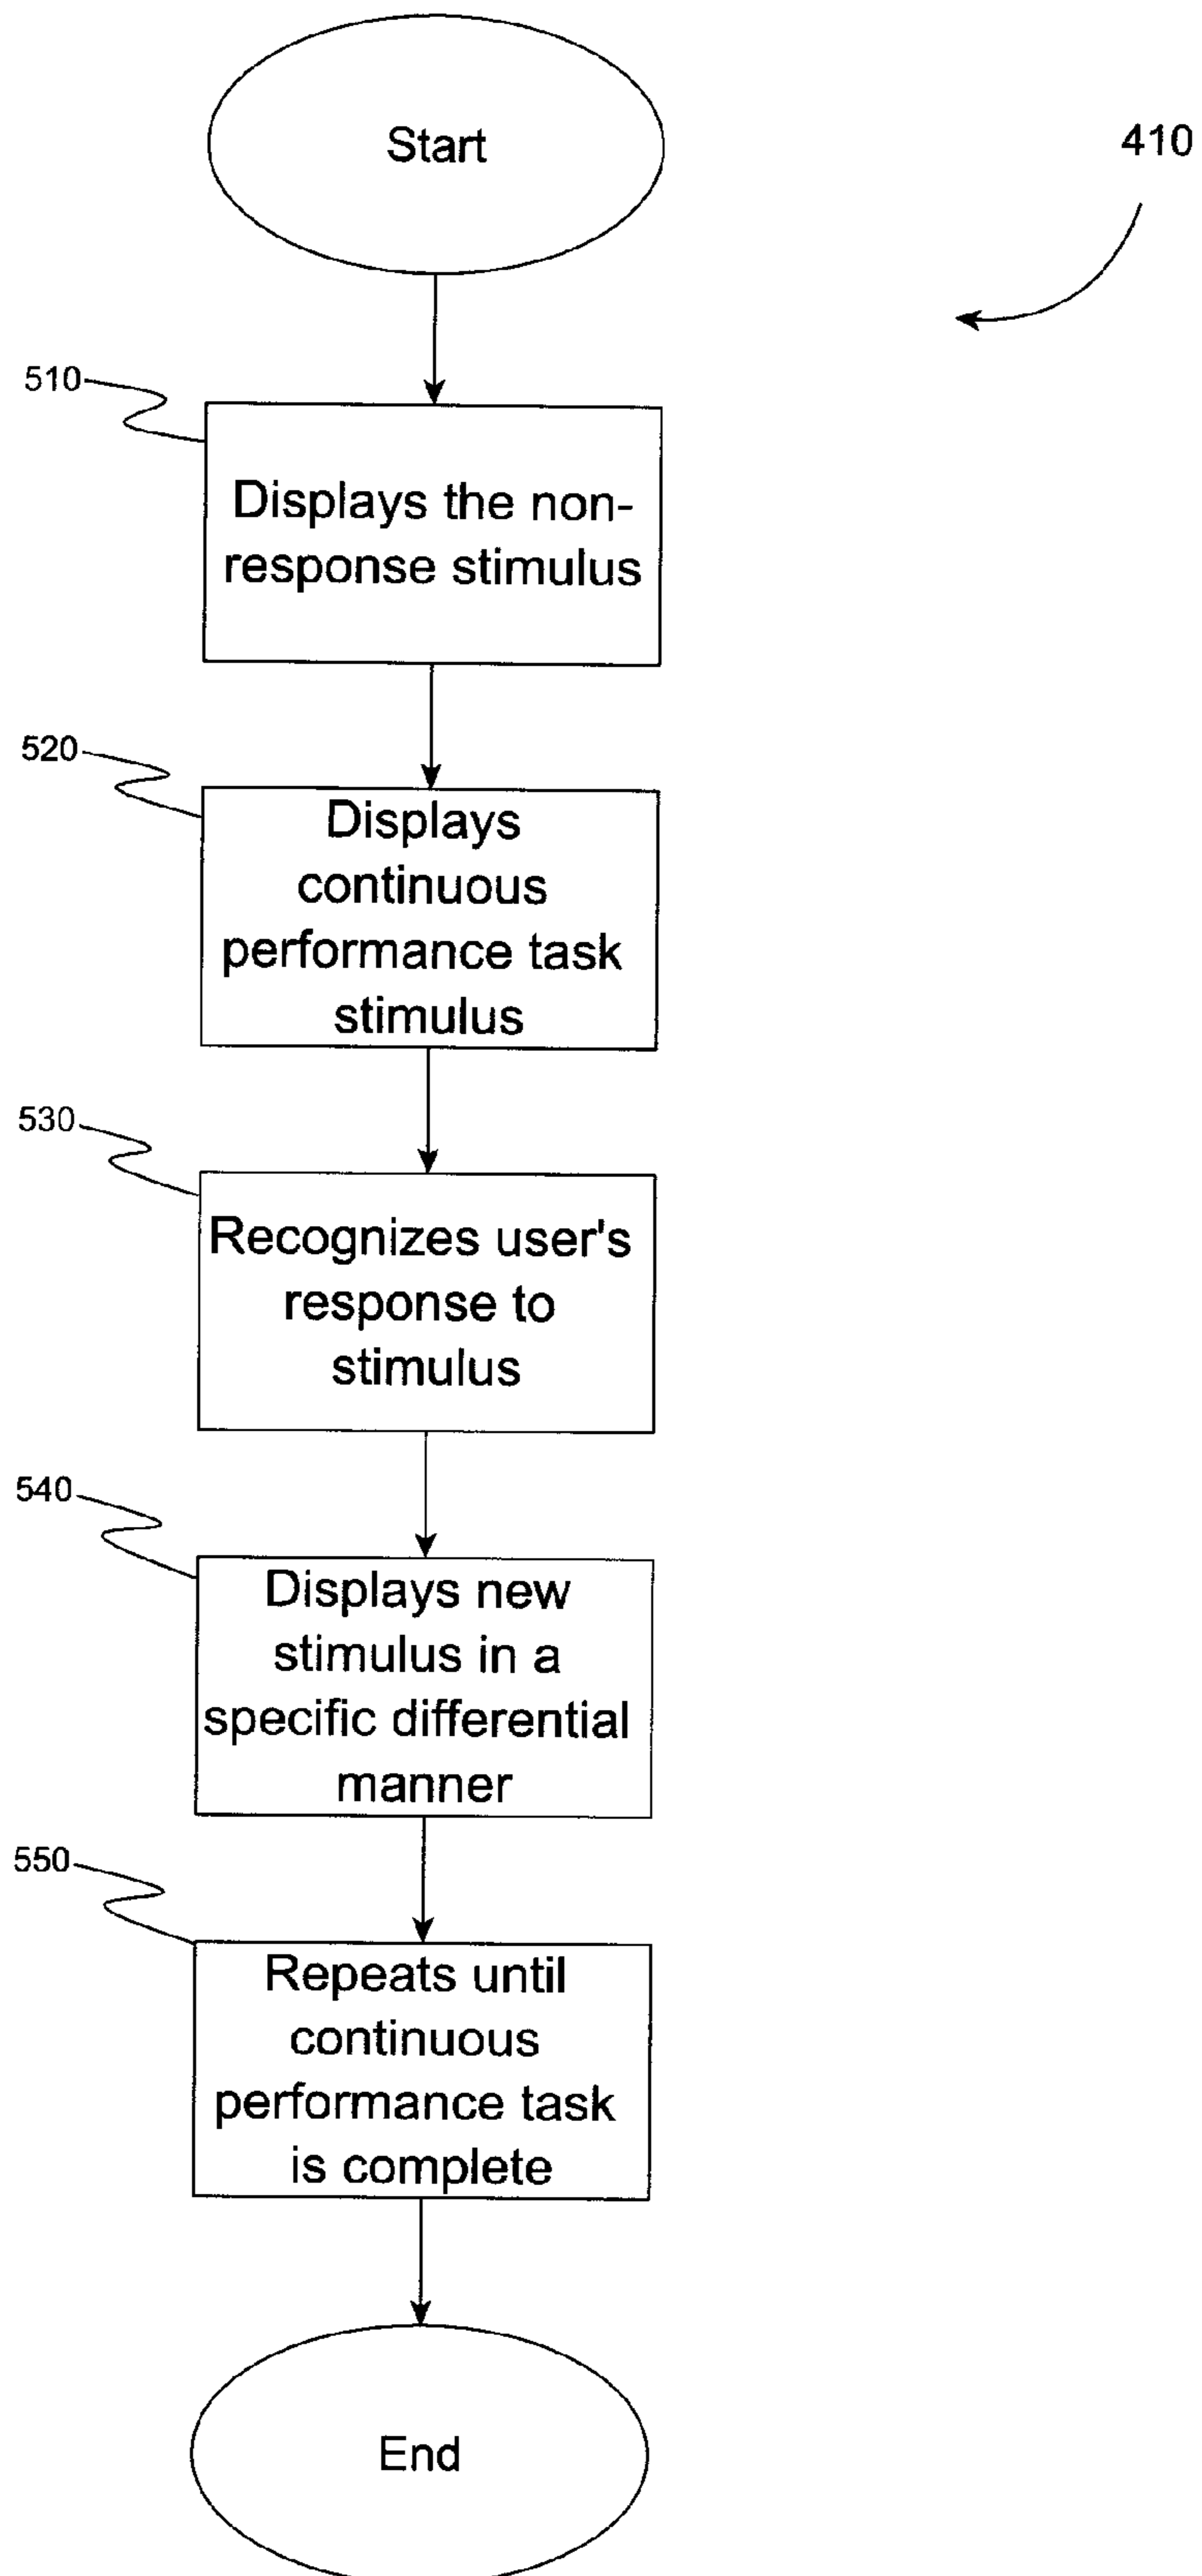 Start
410
510
Displays the non-
response stimulus
520
Displays
continuous
performance task
stimulus
530
Recognizes user's
response to
stimulus
540
Displays new
stimulus in a
specific differential
manner
550
Repeats until
continuous
performance task
is complete
End